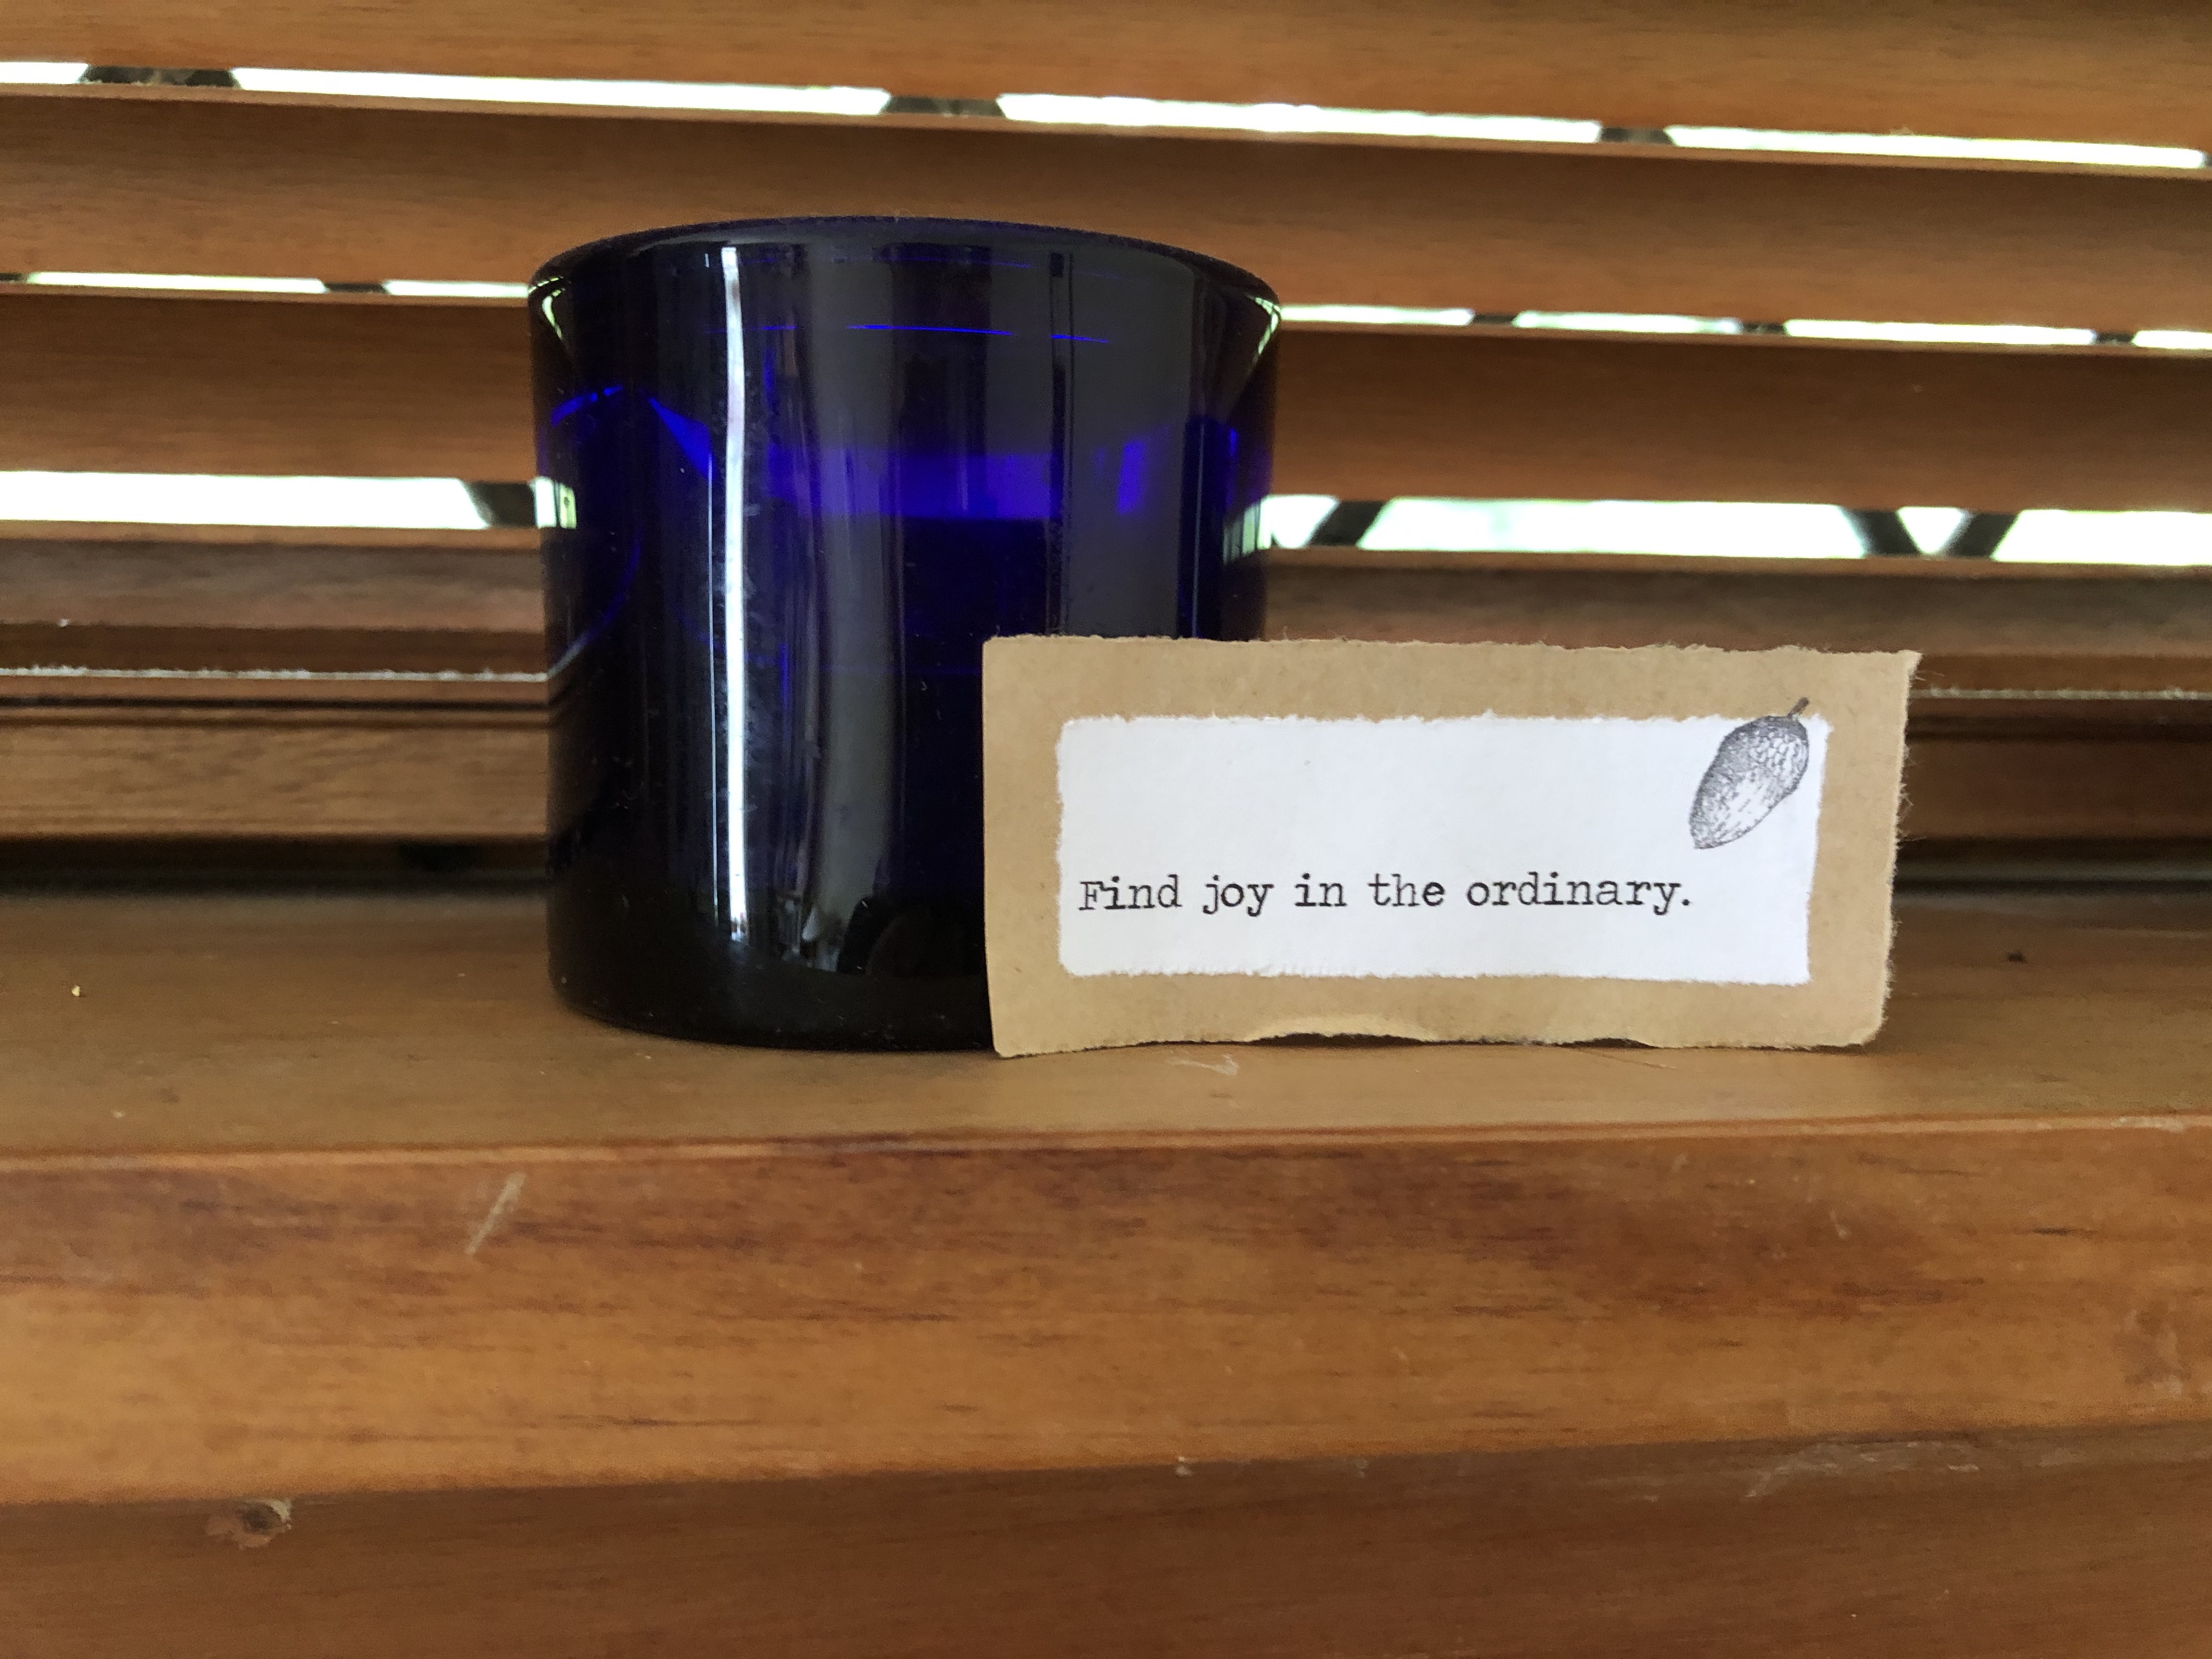 Find joy in the ordinary.